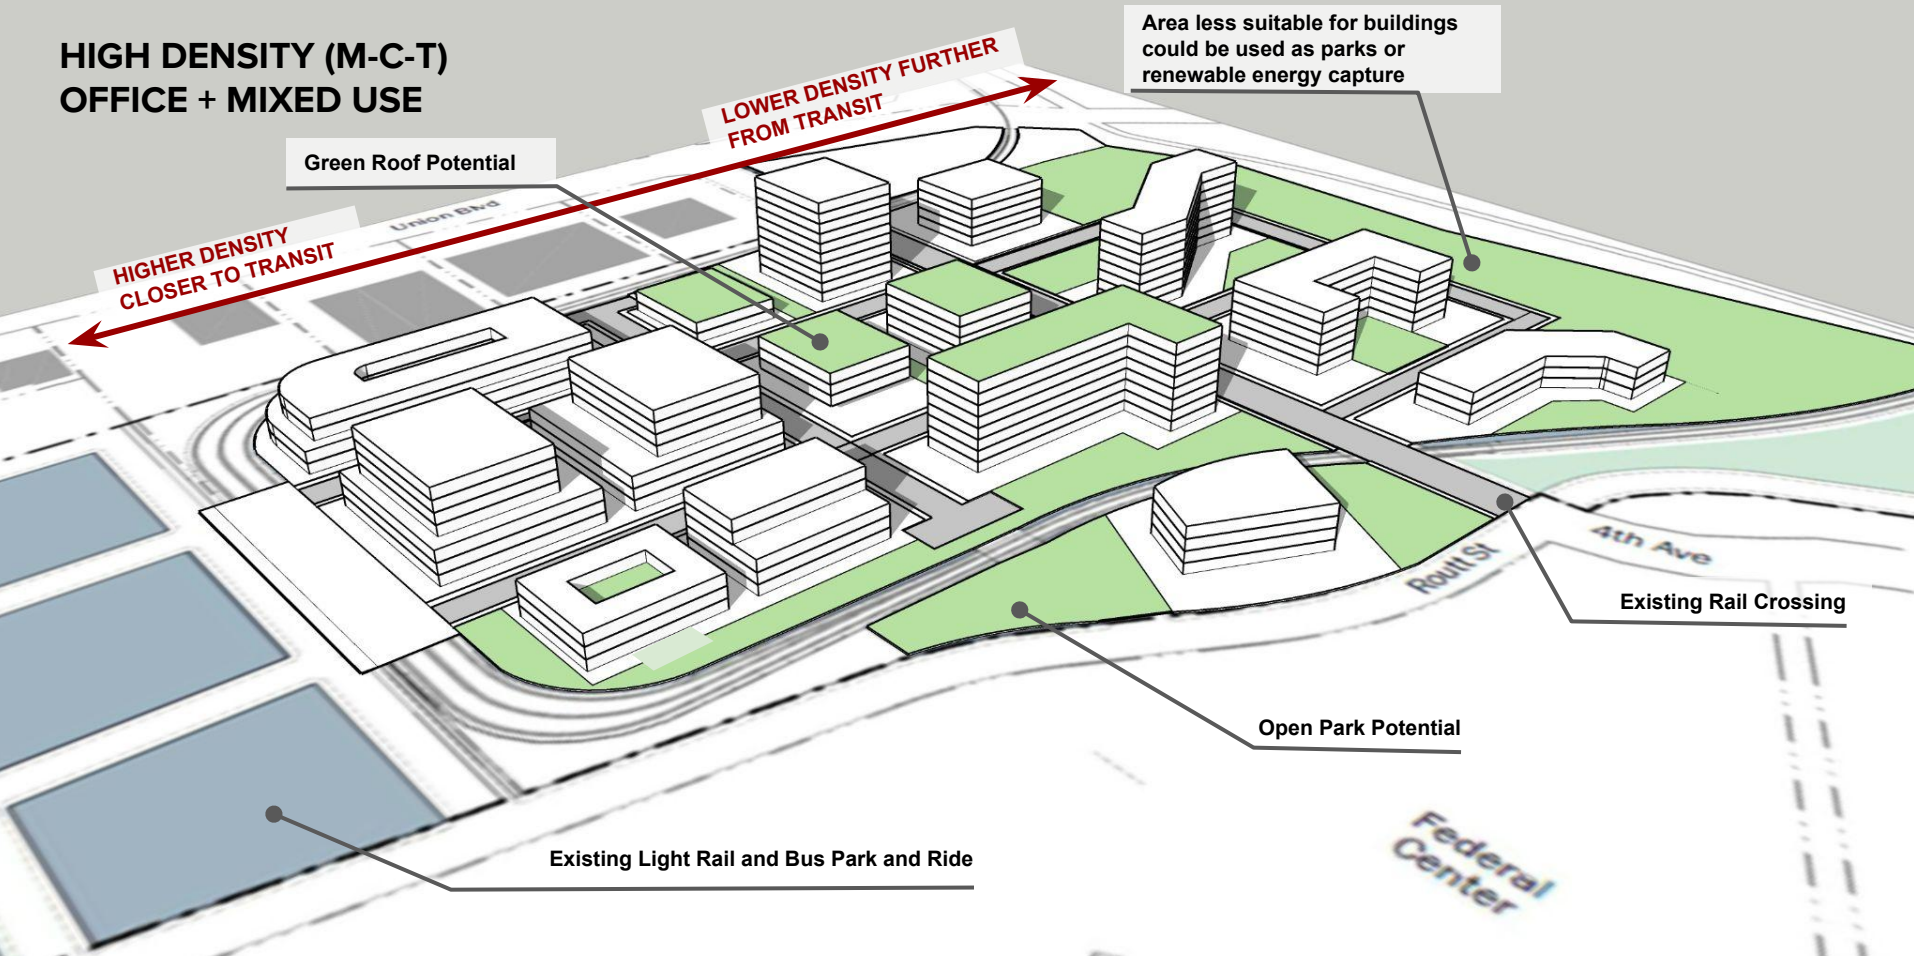 HIGH DENSITY (M-C-T)
OFFICE + MIXED USE
Area less suitable for buildings
could be used as parks or
renewable energy capture
LOWER DENSITY FURTHER
FROM TRANSIT
Green Roof Potential
Union Blvd
HIGHER DENSITY
CLOSER TO TRANSIT
4th Ave
Routt St
Existing Rail Crossing
Open Park Potential
Existing Light Rail and Bus Park and Ride
Federal
Center